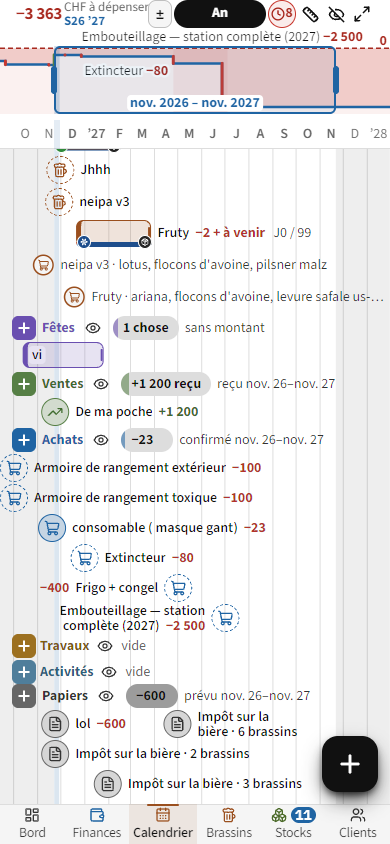 −3 363 CHF à dépenser
S26 ’27
±
An
8
Embouteillage — station complète (2027) −2 500
0
Extincteur −80
nov. 2026 – nov. 2027
O N D ’27 F M A M J J A S O N D ’28
Jhhh
neipa v3
Fruty −2 + à venir J0 / 99
neipa v3 · lotus, flocons d'avoine, pilsner malz
Fruty · ariana, flocons d'avoine, levure safale us-…
Fêtes 1 chose sans montant
vi
Ventes +1 200 reçu reçu nov. 26–nov. 27
De ma poche +1 200
Achats −23 confirmé nov. 26–nov. 27
Armoire de rangement extérieur −100
Armoire de rangement toxique −100
consomable ( masque gant) −23
Extincteur −80
−400 Frigo + congel
Embouteillage — station
complète (2027) −2 500
Travaux vide
Activités vide
Papiers −600 prévu nov. 26–nov. 27
lol −600
Impôt sur la
bière · 6 brassins
Impôt sur la bière · 2 brassins
Impôt sur la bière · 3 brassins
Bord Finances Calendrier Brassins Stocks 11 Clients